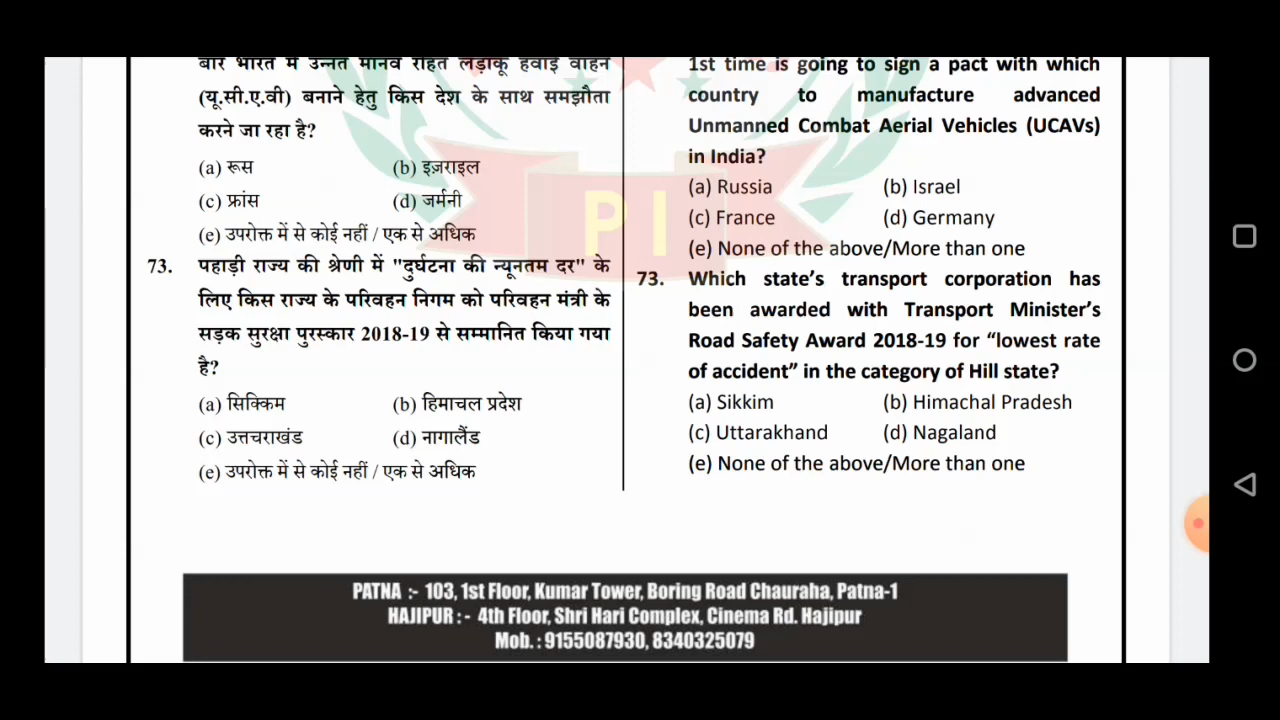 बार भारत में उन्नत मानव रहित लड़ाकू हवाई वाहन
(यू.सी.ए.वी) बनाने हेतु किस देश के साथ समझौता
करने जा रहा है?
(a) रूस (b) इज़राइल
(c) फ्रांस (d) जर्मनी
(e) उपरोक्त में से कोई नहीं / एक से अधिक
73. पहाड़ी राज्य की श्रेणी में "दुर्घटना की न्यूनतम दर" के
लिए किस राज्य के परिवहन निगम को परिवहन मंत्री के
सड़क सुरक्षा पुरस्कार 2018-19 से सम्मानित किया गया
है?
(a) सिक्किम (b) हिमाचल प्रदेश
(c) उत्तचराखंड (d) नागालैंड
(e) उपरोक्त में से कोई नहीं / एक से अधिक
1st time is going to sign a pact with which
country to manufacture advanced
Unmanned Combat Aerial Vehicles (UCAVs)
in India?
(a) Russia (b) Israel
(c) France (d) Germany
(e) None of the above/More than one
73. Which state’s transport corporation has
been awarded with Transport Minister’s
Road Safety Award 2018-19 for “lowest rate
of accident” in the category of Hill state?
(a) Sikkim (b) Himachal Pradesh
(c) Uttarakhand (d) Nagaland
(e) None of the above/More than one
PI
PATNA :- 103, 1st Floor, Kumar Tower, Boring Road Chauraha, Patna-1
HAJIPUR :- 4th Floor, Shri Hari Complex, Cinema Rd. Hajipur
Mob. : 9155087930, 8340325079